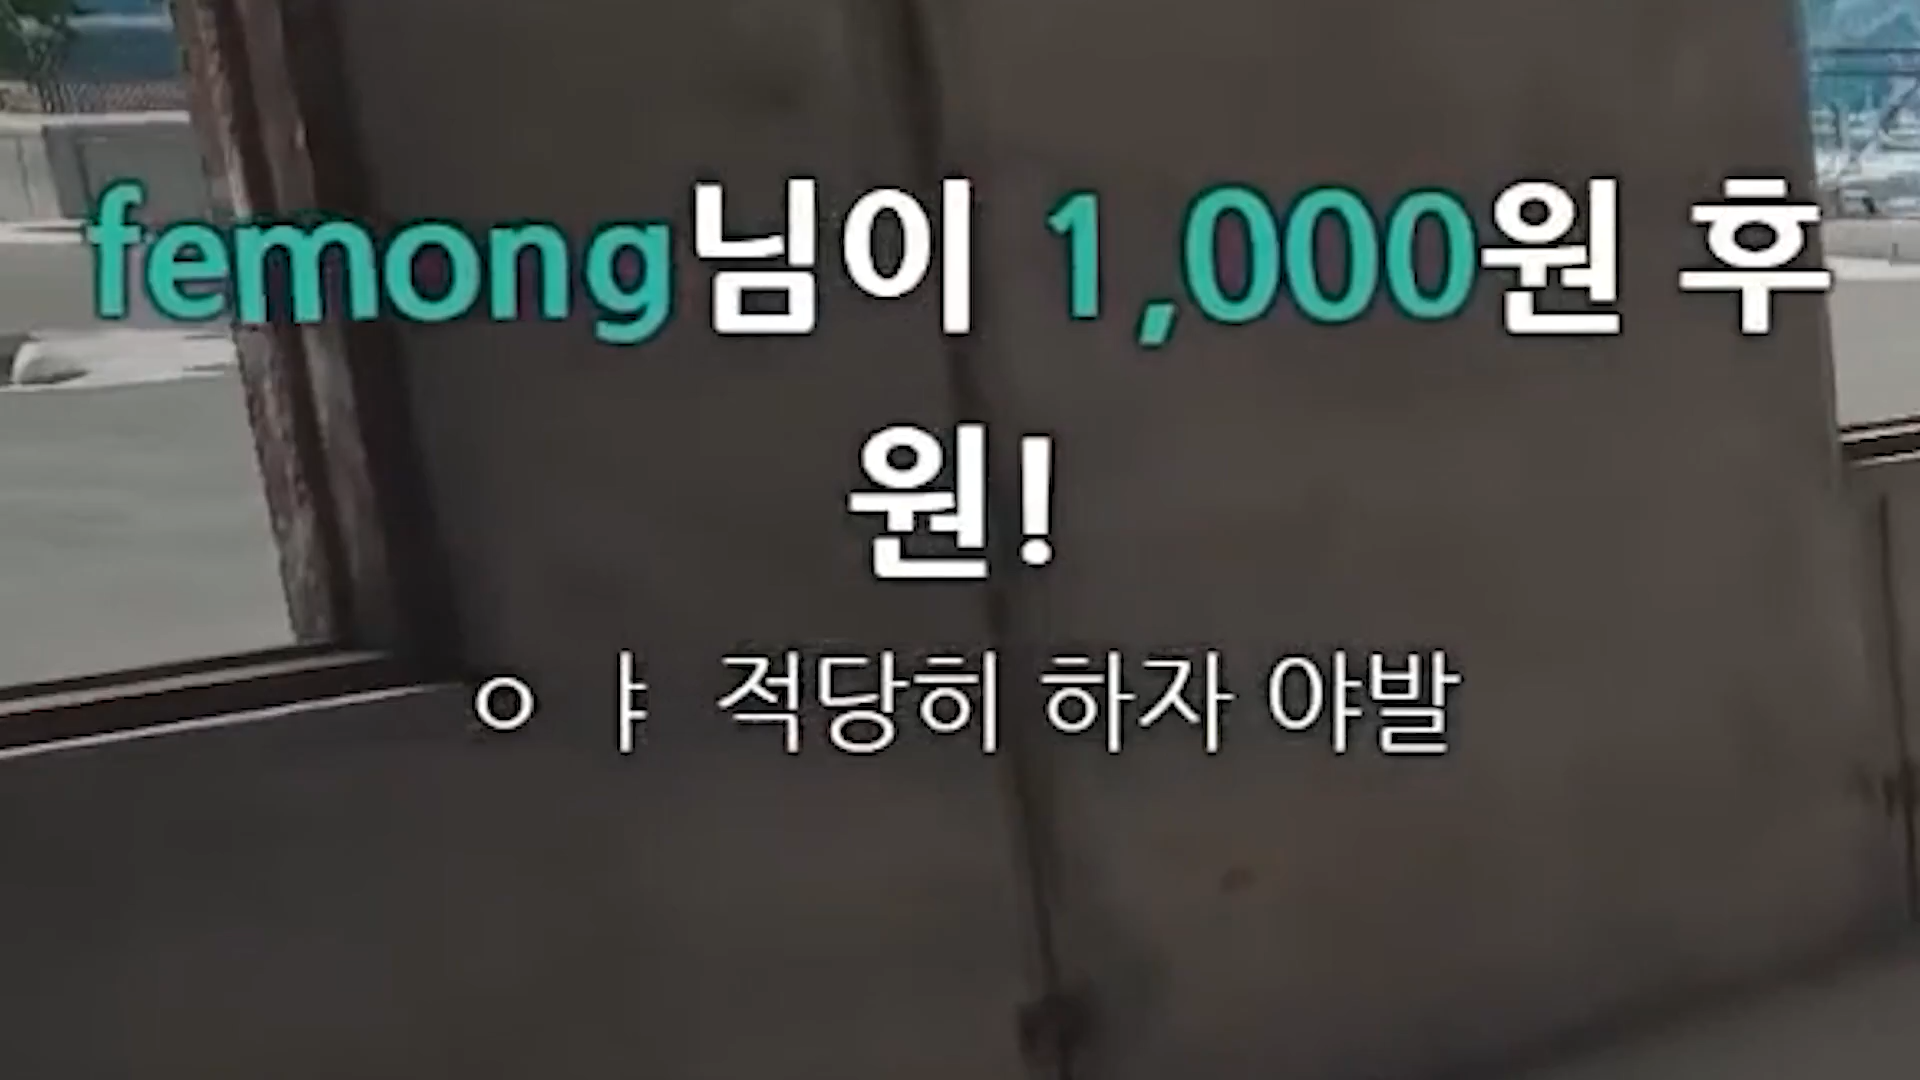 femong님이 1,000원 후
원!
ㅇ ㅑ 적당히 하자 야발